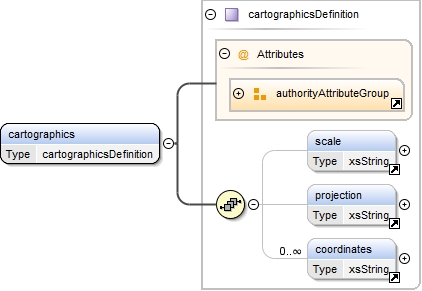 cartographicsDefinition
@ Attributes
authorityAttributeGroup
cartographics
Type cartographicsDefinition
scale
Type xsString
projection
Type xsString
0..∞
coordinates
Type xsString